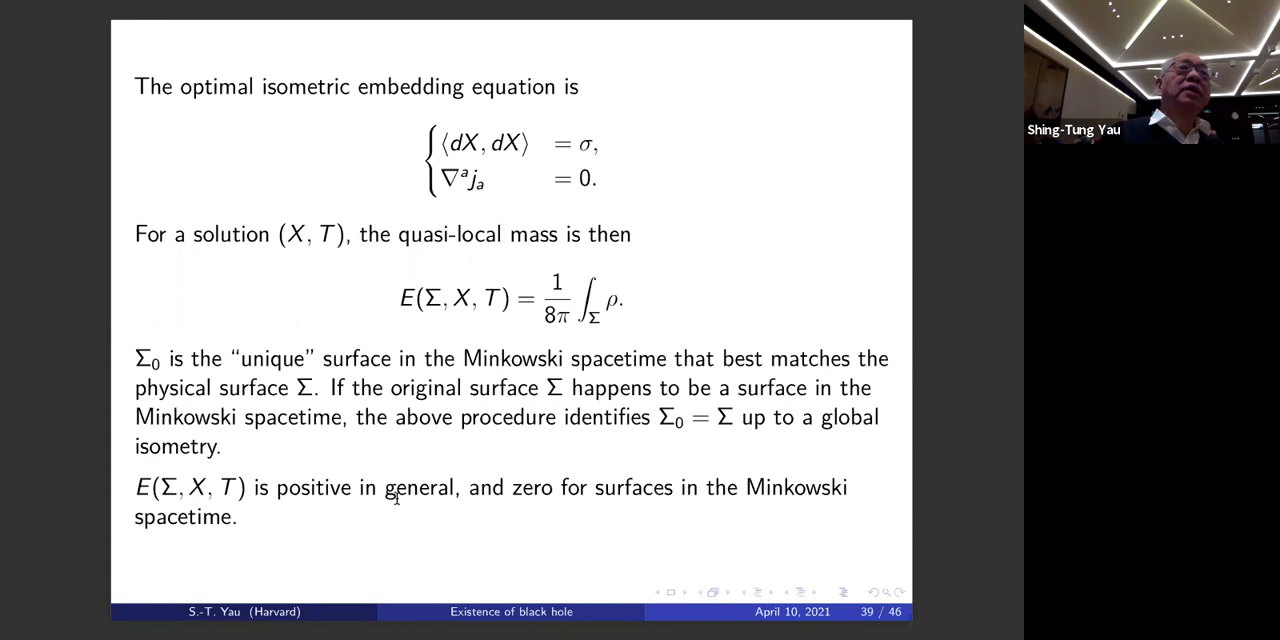 The optimal isometric embedding equation is
⟨dX, dX⟩ = σ,
∇ᵃjₐ = 0.
For a solution (X, T), the quasi-local mass is then
E(Σ, X, T) = 1/8π ∫_Σ ρ.
Σ₀ is the “unique” surface in the Minkowski spacetime that best matches the
physical surface Σ. If the original surface Σ happens to be a surface in the
Minkowski spacetime, the above procedure identifies Σ₀ = Σ up to a global
isometry.
E(Σ, X, T) is positive in general, and zero for surfaces in the Minkowski
spacetime.
S.-T. Yau (Harvard) Existence of black hole April 10, 2021 39 / 46
Shing-Tung Yau